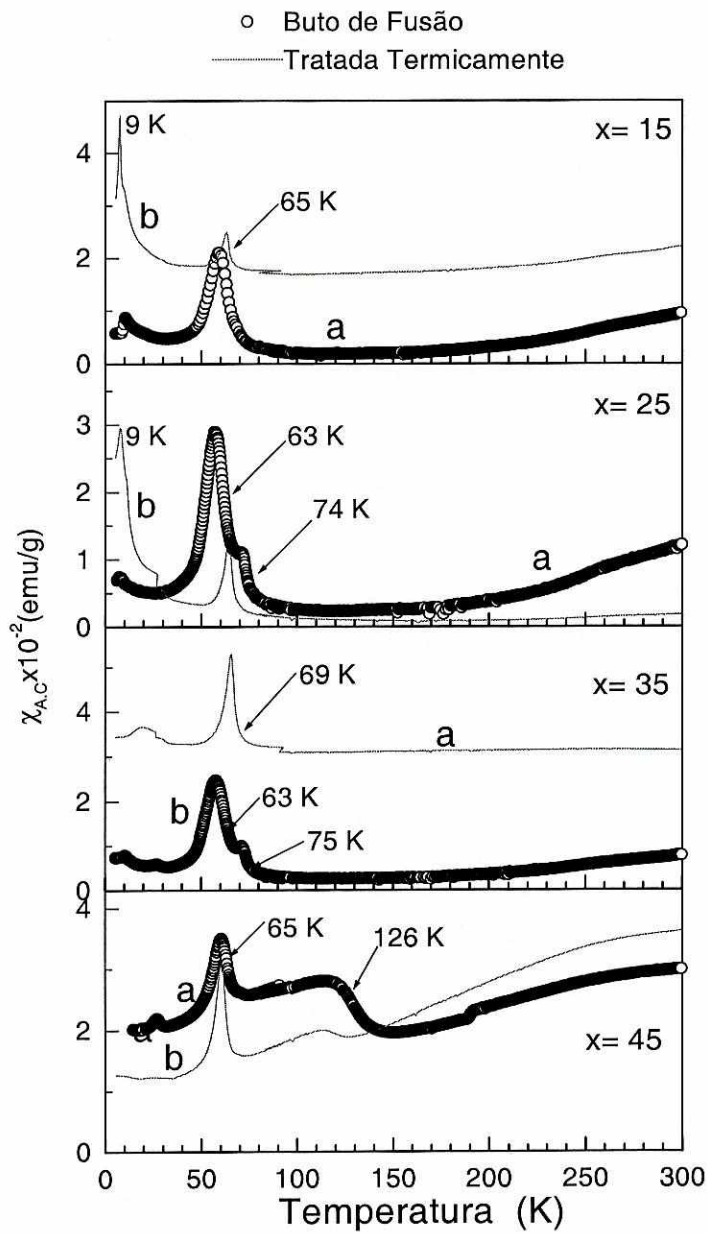 Buto de Fusão
Tratada Termicamente
x= 15
9 K
65 K
b
a
4
2
0
x= 25
9 K
63 K
74 K
b
a
3
2
1
0
x= 35
69 K
a
b
63 K
75 K
4
2
0
x= 45
65 K
126 K
a
a
b
4
2
0
χA.C x10-2(emu/g)
0 50 100 150 200 250 300
Temperatura (K)